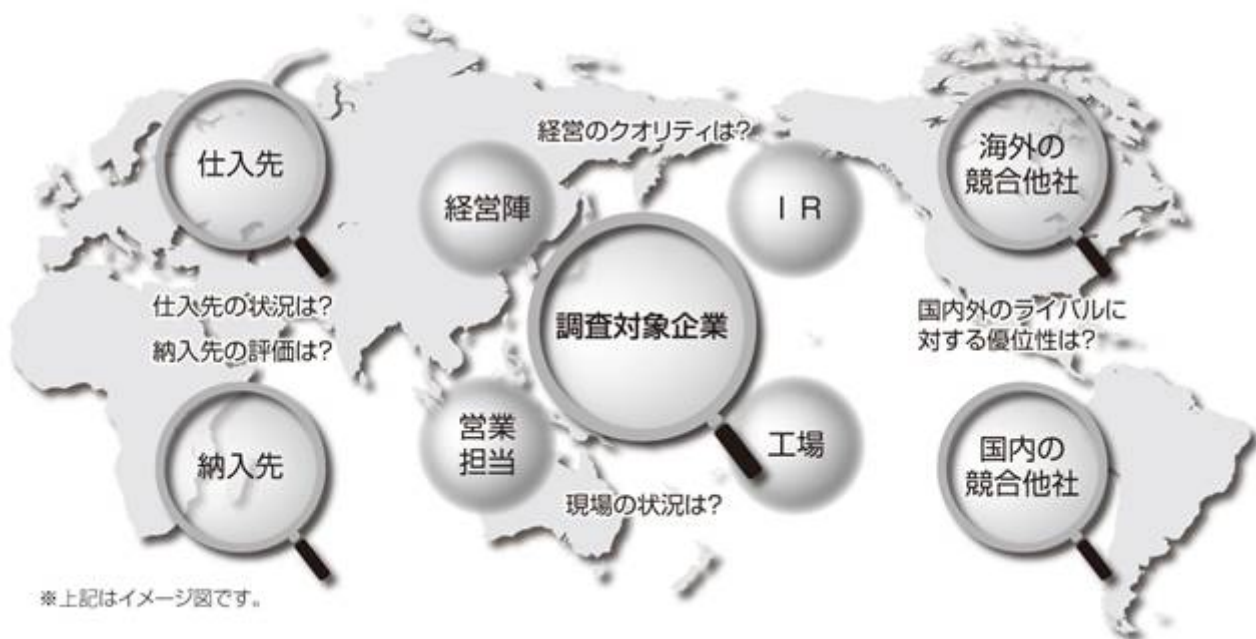 経営のクオリティは?
仕入先
経営陣
I R
海外の
競合他社
調査対象企業
仕入先の状況は?
納入先の評価は?
国内外のライバルに
対する優位性は?
納入先
営業
担当
工場
国内の
競合他社
現場の状況は?
※上記はイメージ図です。